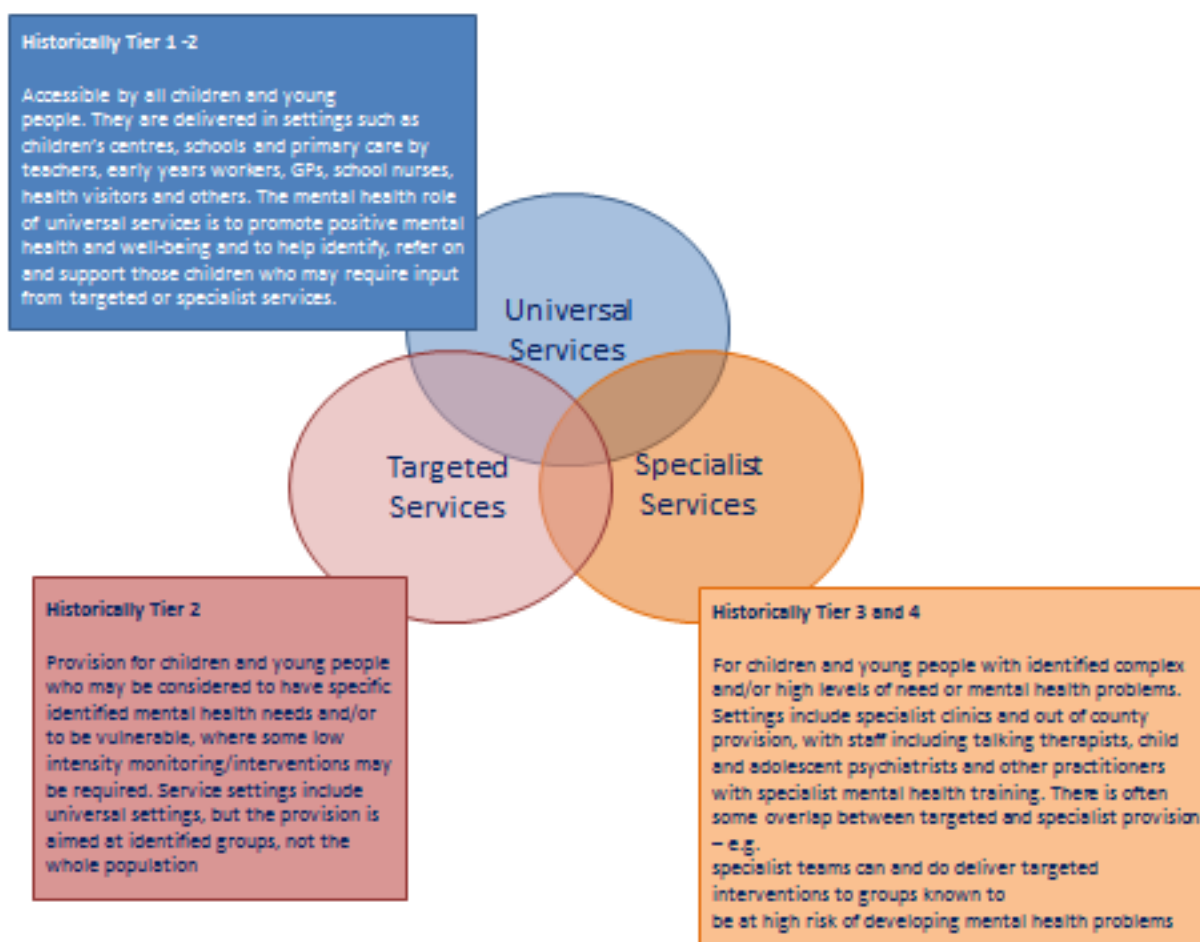 Historically Tier 1 -2
Accessible by all children and young
people. They are delivered in settings such as
children's centres, schools and primary care by
teachers, early years workers, GPs, school nurses,
health visitors and others. The mental health role
of universal services is to promote positive mental
health and well-being and to help identify, refer on
and support those children who may require input
from targeted or specialist services.
Universal
Services
Targeted
Services
Specialist
Services
Historically Tier 2
Provision for children and young people
who may be considered to have specific
identified mental health needs and/or
to be vulnerable, where some low
intensity monitoring/interventions may
be required. Service settings include
universal settings, but the provision is
aimed at identified groups, not the
whole population
Historically Tier 3 and 4
For children and young people with identified complex
and/or high levels of need or mental health problems.
Settings include specialist clinics and out of county
provision, with staff including talking therapists, child
and adolescent psychiatrists and other practitioners
with specialist mental health training. There is often
some overlap between targeted and specialist provision
– e.g.
specialist teams can and do deliver targeted
interventions to groups known to
be at high risk of developing mental health problems